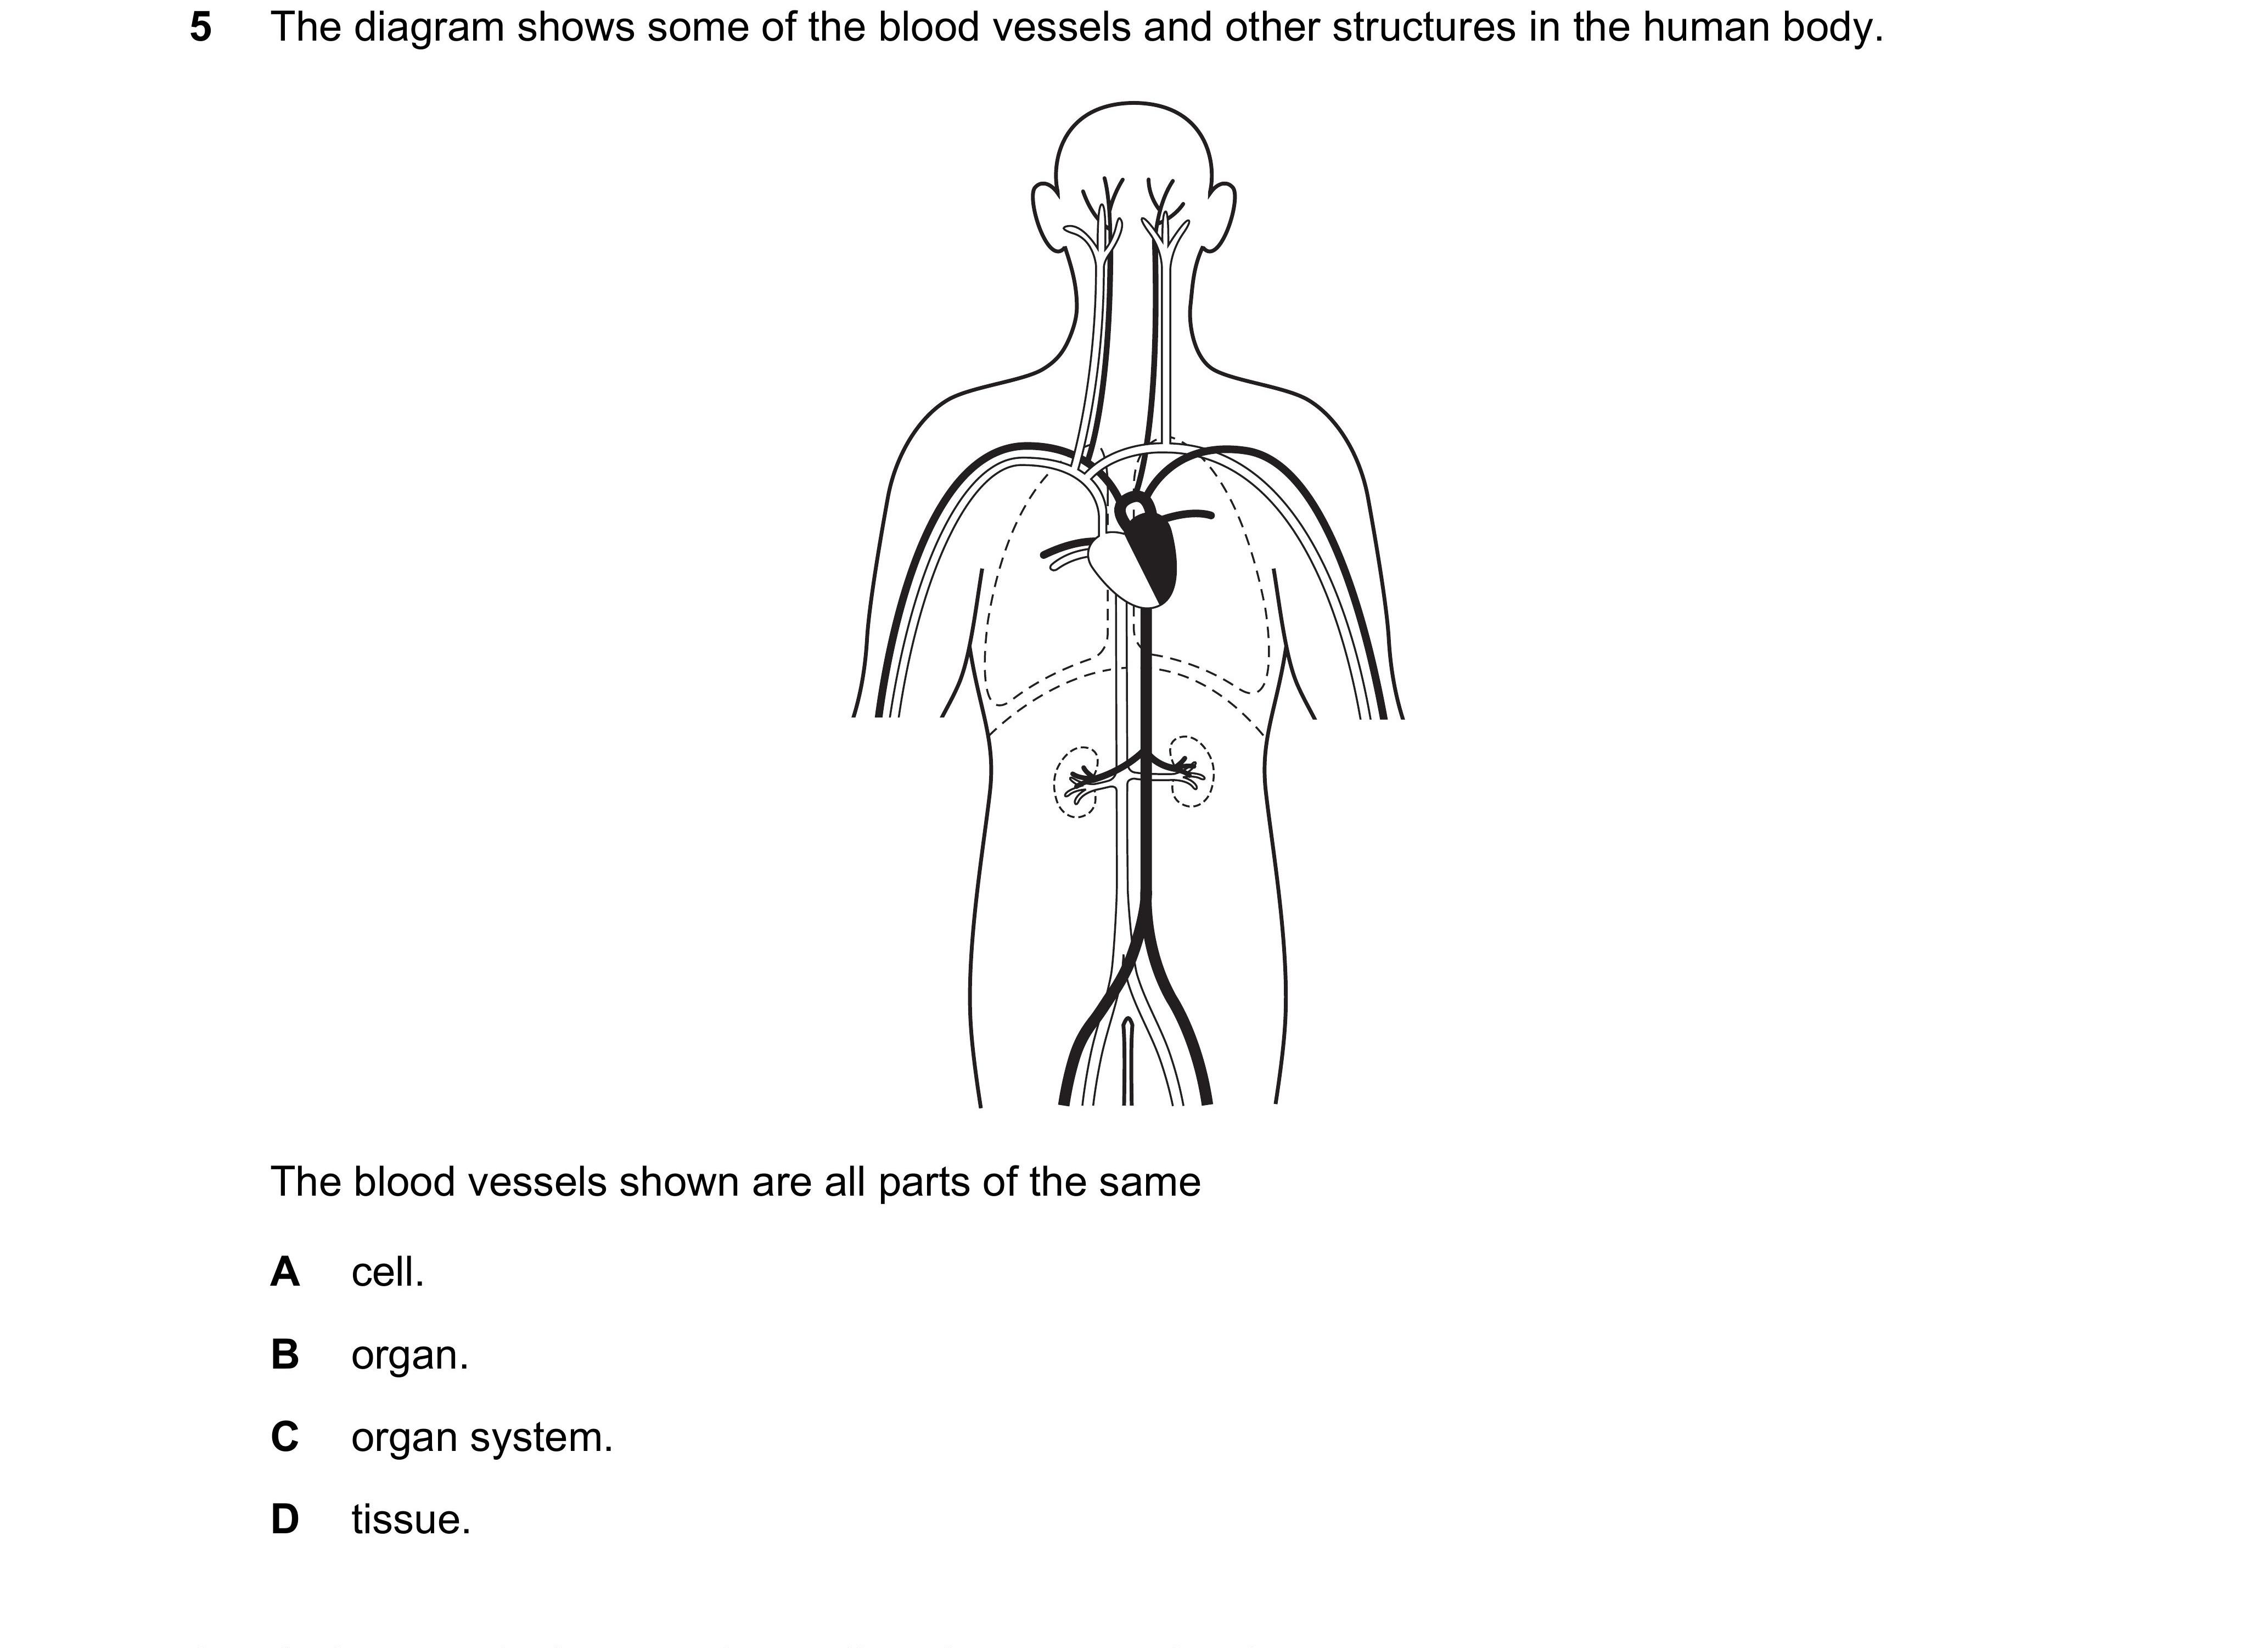 5 The diagram shows some of the blood vessels and other structures in the human body.
The blood vessels shown are all parts of the same
A cell.
B organ.
C organ system.
D tissue.